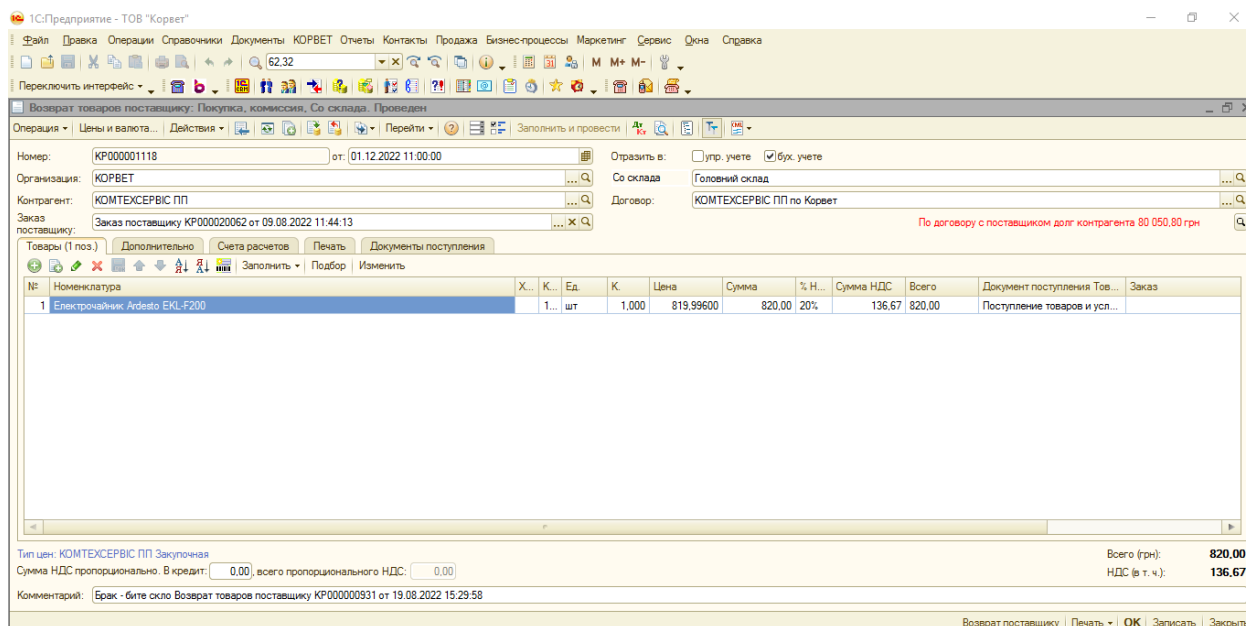 1С:Предприятие - ТОВ "Корвет"
Файл Правка Операции Справочники Документы КОРВЕТ Отчеты Контакты Продажа Бизнес-процессы Маркетинг Сервис Окна Справка
62,32 M M+ M-
Переключить интерфейс
Возврат товаров поставщику: Покупка, комиссия, Со склада. Проведен
Операция Цены и валюта... Действия Перейти Заполнить и провести
Номер: КР000001118 от: 01.12.2022 11:00:00 Отразить в: упр. учете бух. учете
Организация: КОРВЕТ ... Со склада Головний склад ...
Контрагент: КОМТЕХСЕРВІС ПП ... Договор: КОМТЕХСЕРВІС ПП по Корвет ...
Заказ поставщику: Заказ поставщику КР000020062 от 09.08.2022 11:44:13 ... По договору с поставщиком долг контрагента 80 050,80 грн
Товары (1 поз.) Дополнительно Счета расчетов Печать Документы поступления
Заполнить Подбор Изменить
№ Номенклатура Х... К... Ед. К. Цена Сумма % Н... Сумма НДС Всего Документ поступления Тов... Заказ
1 Електрочайник Ardesto EKL-F200 1... шт 1,000 819,99600 820,00 20% 136,67 820,00 Поступление товаров и усл...
Тип цен: КОМТЕХСЕРВІС ПП Закупочная Всего (грн): 820,00
Сумма НДС пропорционально. В кредит: 0,00 , всего пропорционального НДС: 0,00 НДС (в т. ч.): 136,67
Комментарий: Брак - бите скло Возврат товаров поставщику КР000000931 от 19.08.2022 15:29:58
Возврат поставщику Печать ОК Записать Закрыть